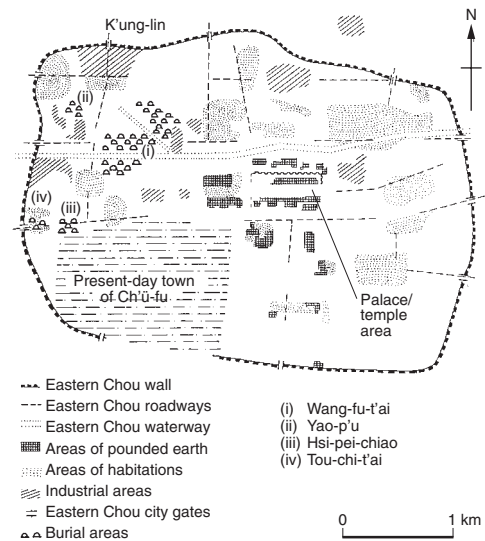 K'ung-lin
N
(ii)
(i)
(iv)
(iii)
Present-day town
of Ch'ü-fu
Palace/
temple
area
Eastern Chou wall
Eastern Chou roadways
Eastern Chou waterway
Areas of pounded earth
Areas of habitations
Industrial areas
Eastern Chou city gates
Burial areas
(i) Wang-fu-t'ai
(ii) Yao-p'u
(iii) Hsi-pei-chiao
(iv) Tou-chi-t'ai
0 1 km